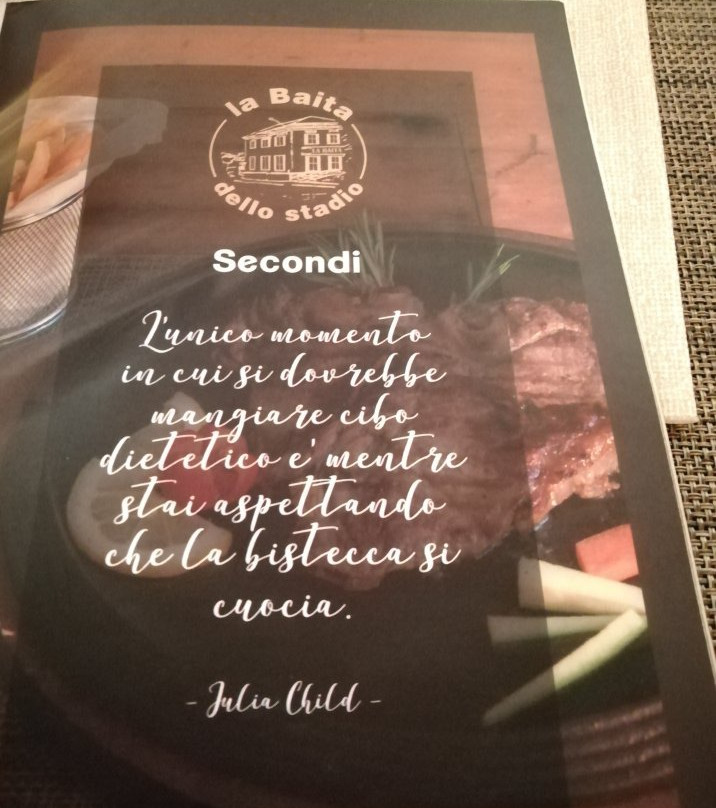 la Baita
LA BAITA
dello stadio
Secondi
L'unico momento
in cui si dovrebbe
mangiare cibo
dietetico e' mentre
stai aspettando
che la bistecca si
cuocia.
- Julia Child -